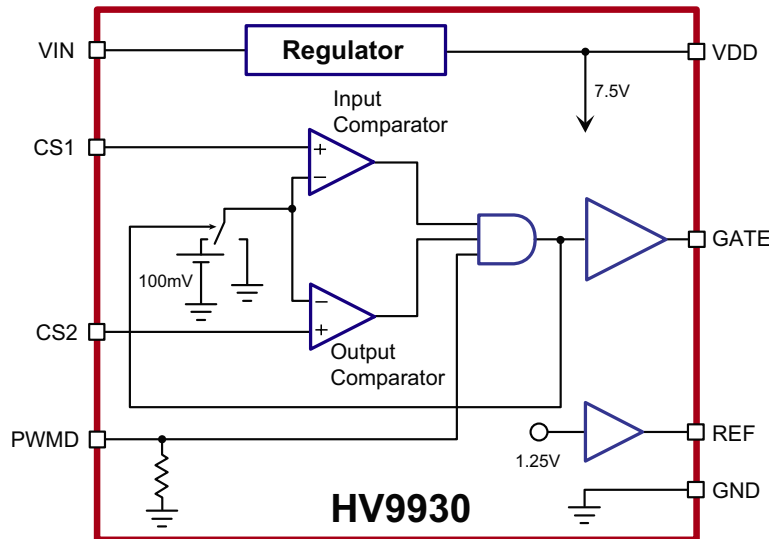 VIN
Regulator
VDD
7.5V
Input
Comparator
CS1
+
−
GATE
100mV
−
+
CS2
Output
Comparator
PWMD
REF
1.25V
GND
HV9930